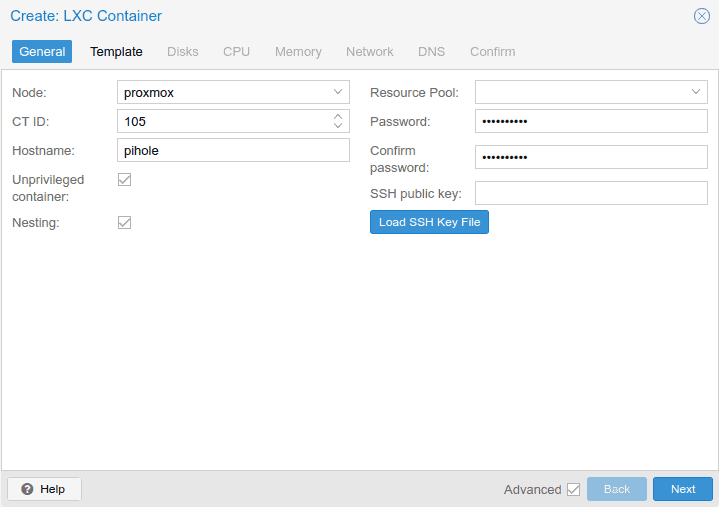 Create: LXC Container
General Template Disks CPU Memory Network DNS Confirm
Node: proxmox
CT ID: 105
Hostname: pihole
Unprivileged
container:
Nesting:
Resource Pool:
Password: ••••••••••
Confirm
password: ••••••••••
SSH public key:
Load SSH Key File
Help Advanced Back Next